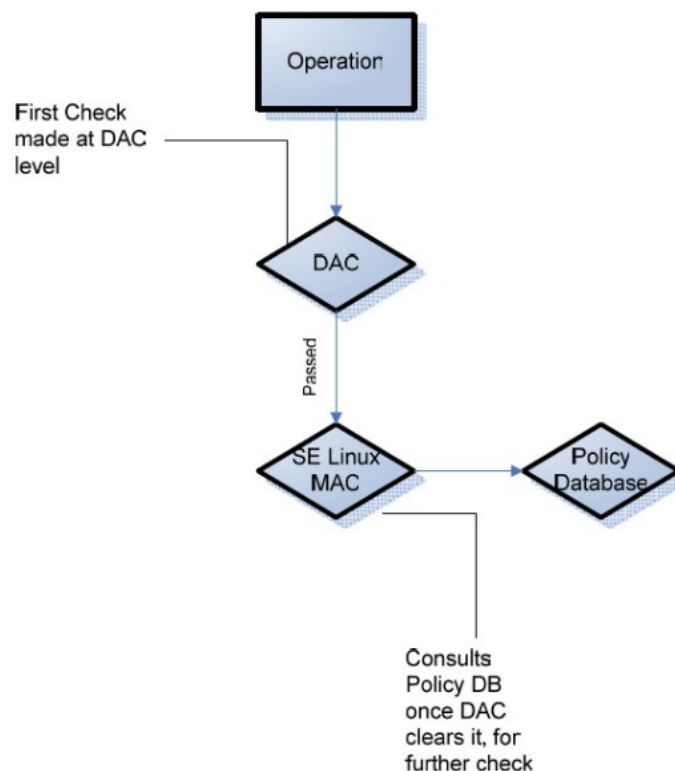 Operation
First Check
made at DAC
level
DAC
Passed
SE Linux
MAC
Policy
Database
Consults
Policy DB
once DAC
clears it, for
further check